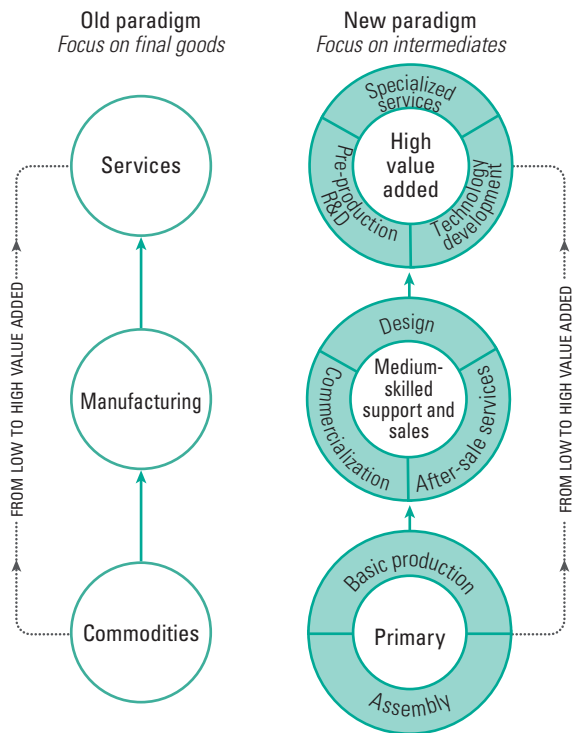 Old paradigm
Focus on final goods
Services
Manufacturing
Commodities
FROM LOW TO HIGH VALUE ADDED
New paradigm
Focus on intermediates
Specialized
services
Pre-production
R&D
Technology
development
High
value
added
Design
Commercialization
After-sale services
Medium-
skilled
support and
sales
Basic production
Primary
Assembly
FROM LOW TO HIGH VALUE ADDED